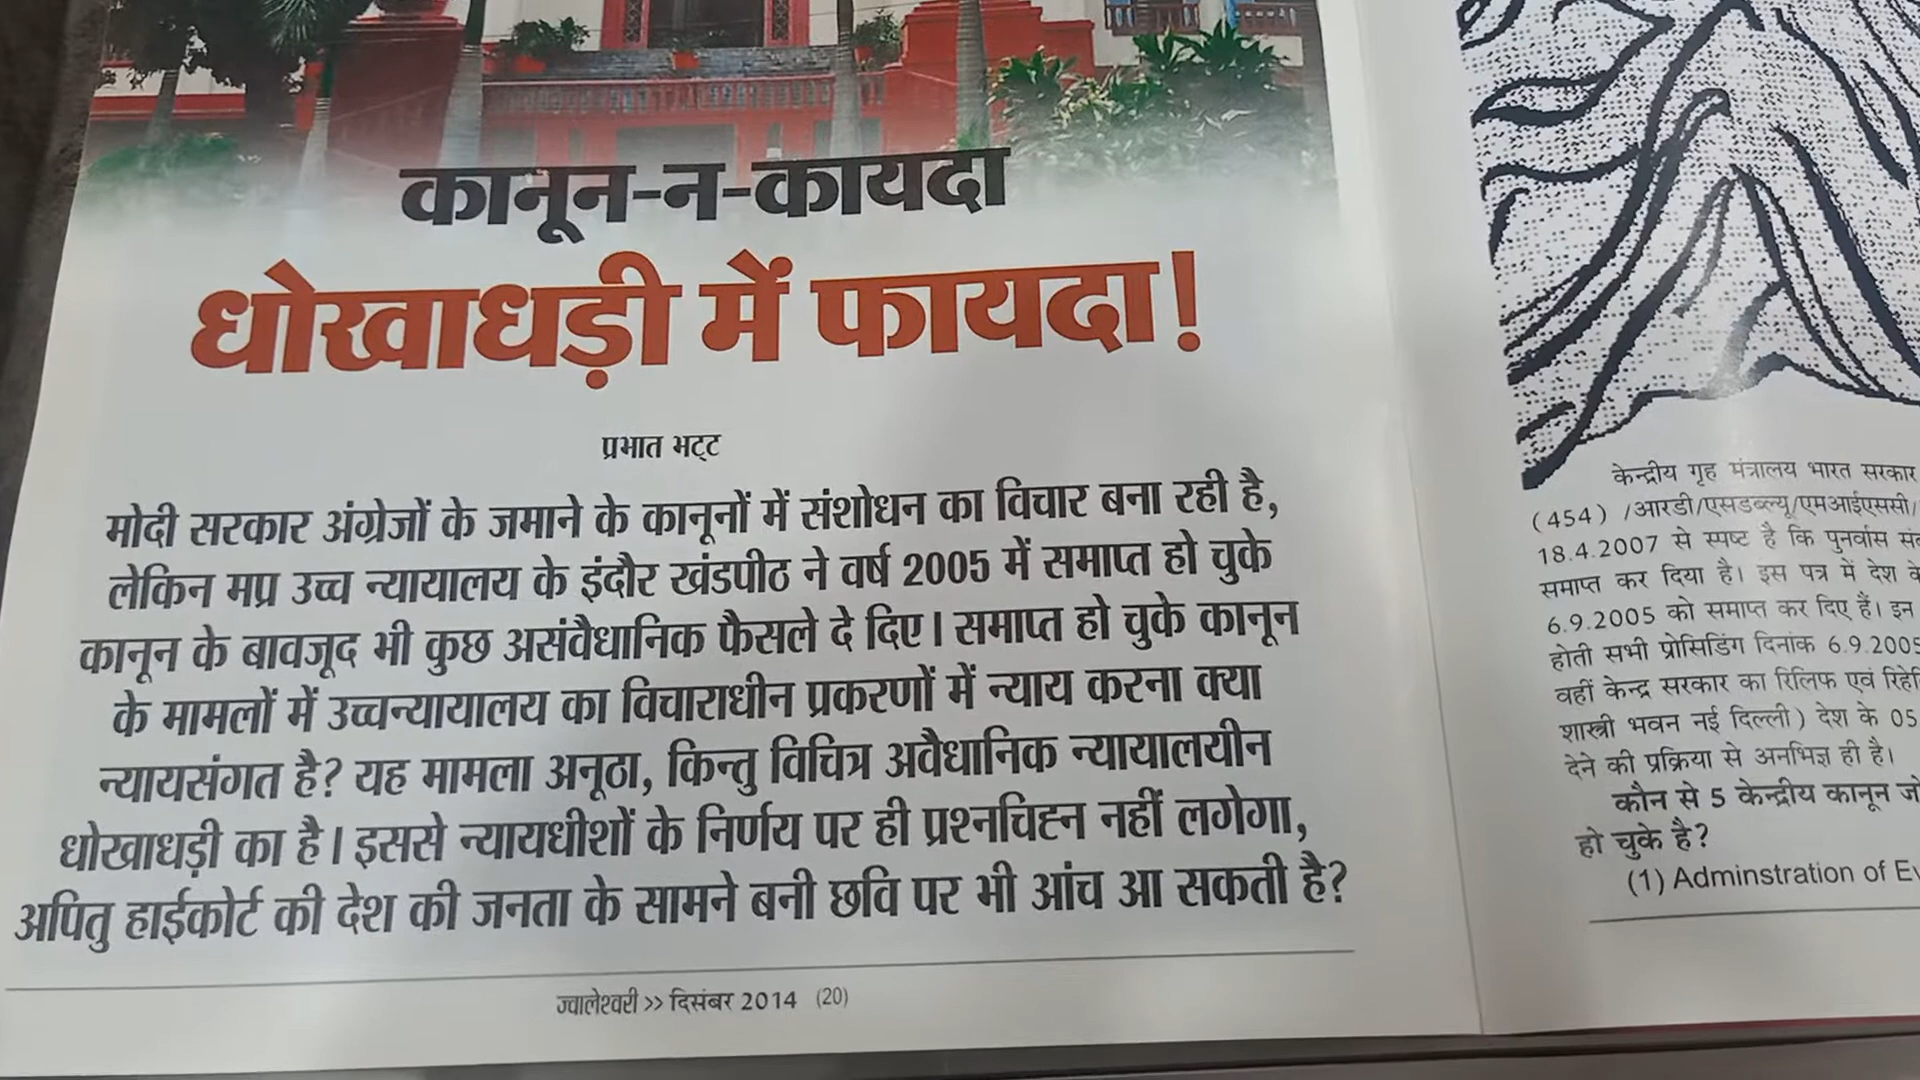 कानून-न-कायदा
धोखाधड़ी में फायदा!
प्रभात भट्ट
मोदी सरकार अंग्रेजों के जमाने के कानूनों में संशोधन का विचार बना रही है,
लेकिन मप्र उच्च न्यायालय के इंदौर खंडपीठ ने वर्ष 2005 में समाप्त हो चुके
कानून के बावजूद भी कुछ असंवैधानिक फैसले दे दिए। समाप्त हो चुके कानून
के मामलों में उच्चन्यायालय का विचाराधीन प्रकरणों में न्याय करना क्या
न्यायसंगत है? यह मामला अनूठा, किन्तु विचित्र अवैधानिक न्यायालयीन
धोखाधड़ी का है। इससे न्यायधीशों के निर्णय पर ही प्रश्नचिह्न नहीं लगेगा,
अपितु हाईकोर्ट की देश की जनता के सामने बनी छवि पर भी आंच आ सकती है?
ज्वालेश्वरी >> दिसंबर 2014 (20)
केन्द्रीय गृह मंत्रालय भारत सरकार
(454) /आरडी/एसडब्ल्यू/एमआईएससी/
18.4.2007 से स्पष्ट है कि पुनर्वास
समाप्त कर दिया है। इस पत्र में देश
6.9.2005 को समाप्त कर दिए हैं। इन
होती सभी प्रोसिडिंग दिनांक 6.9.2005
वहीं केन्द्र सरकार का रिलिफ एवं
शास्त्री भवन नई दिल्ली) देश के 05
देने की प्रक्रिया से अनभिज्ञ ही है।
कौन से 5 केन्द्रीय कानून जो
हो चुके है?
(1) Adminstration of